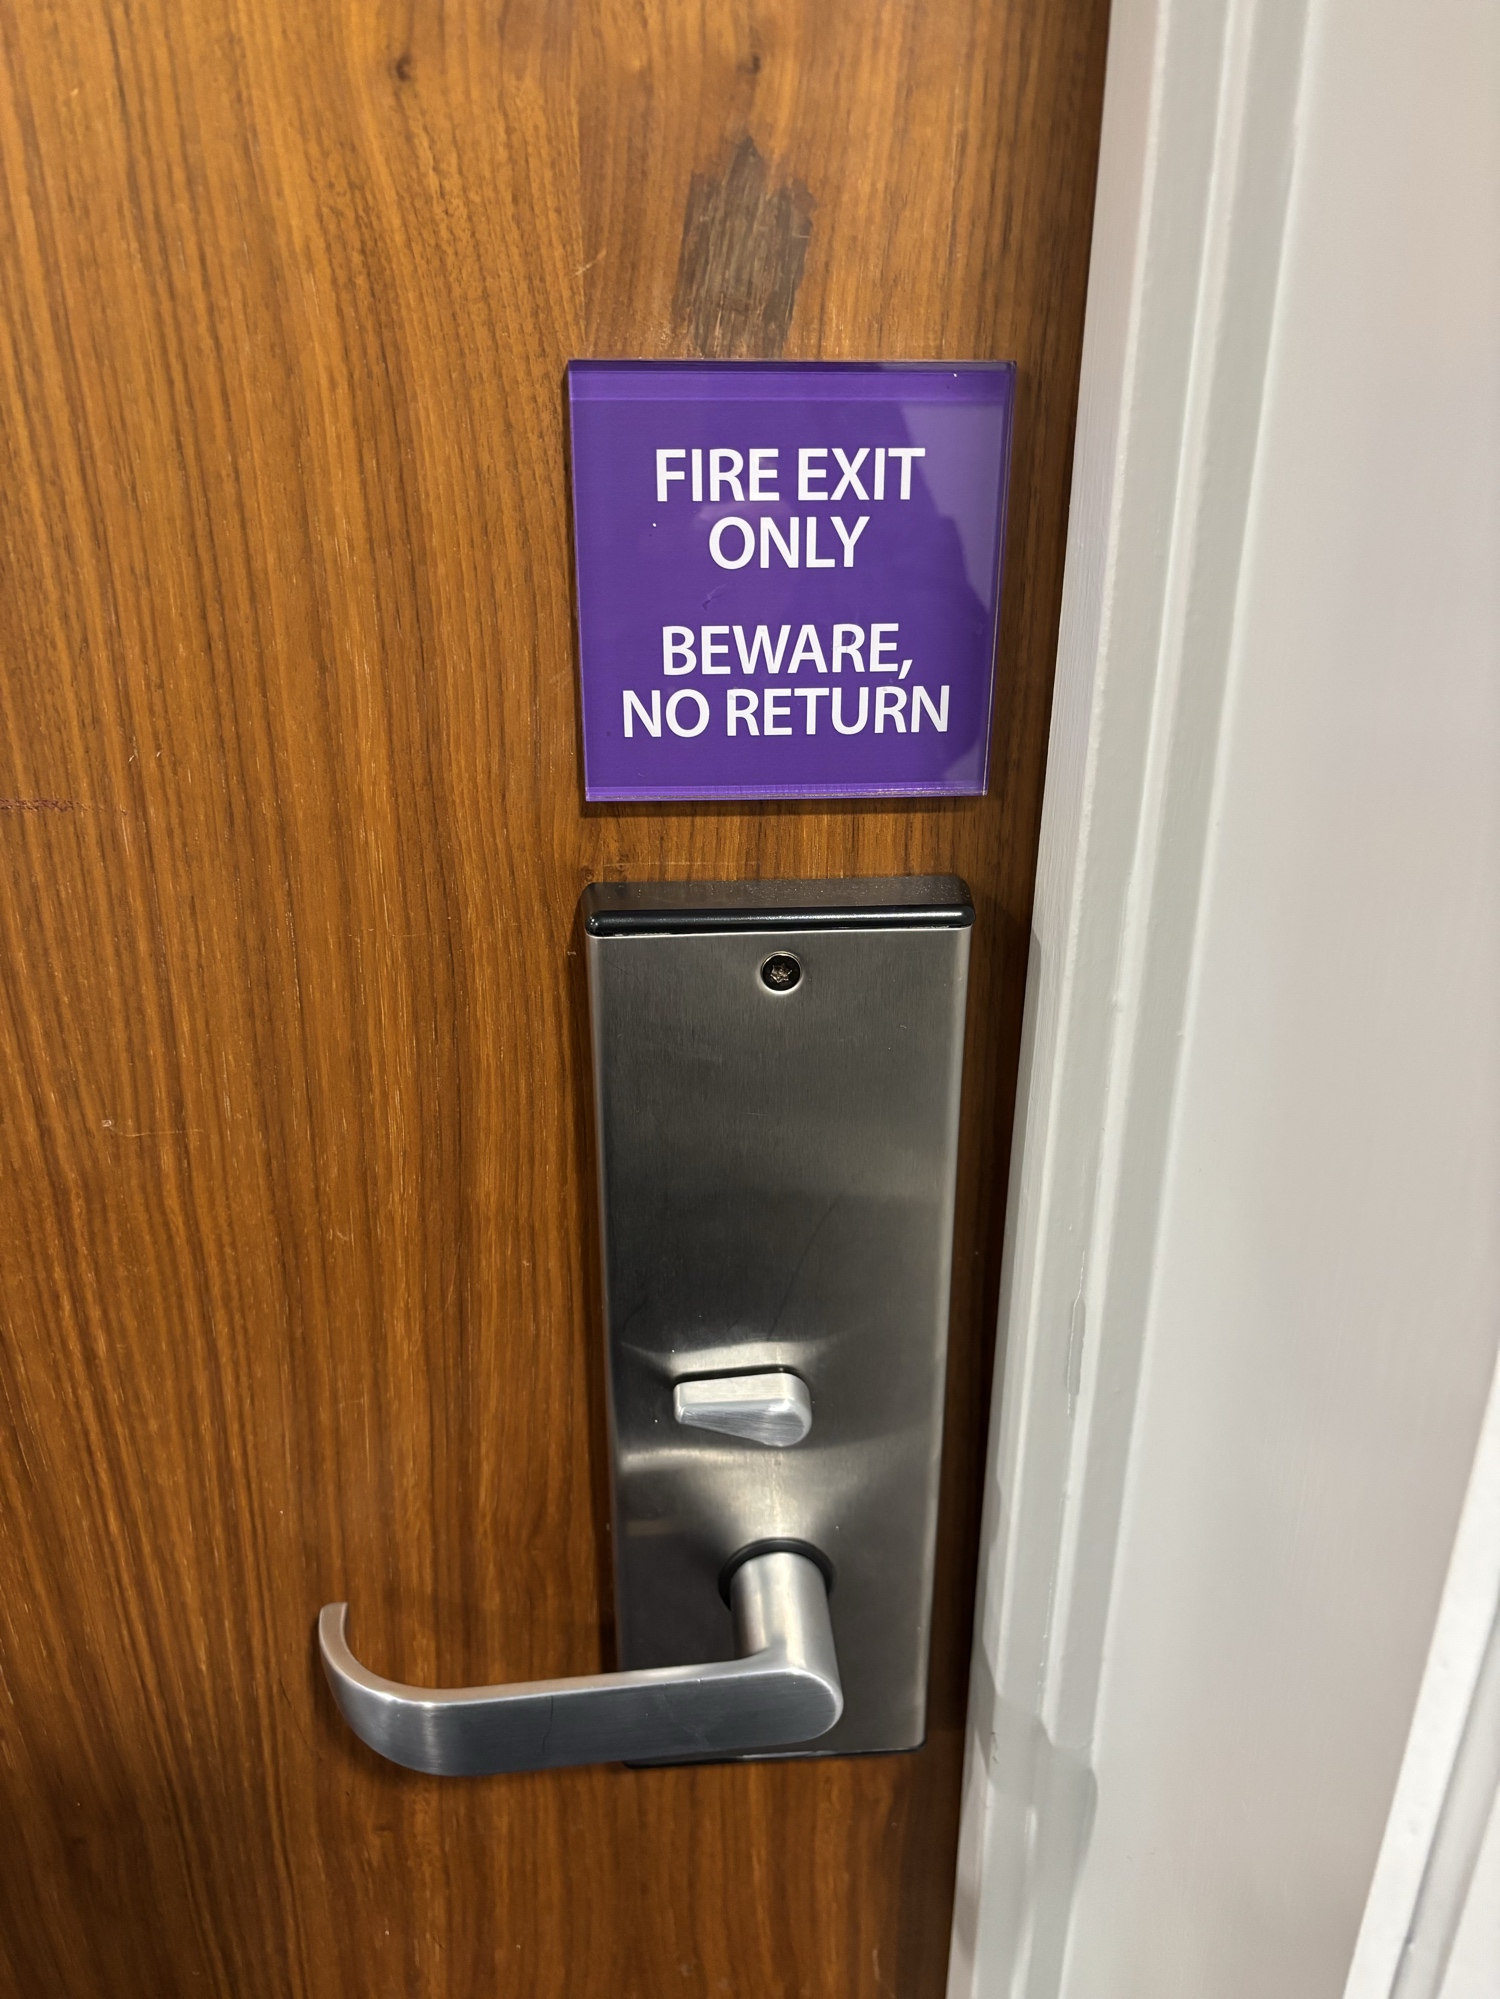 FIRE EXIT
ONLY
BEWARE,
NO RETURN